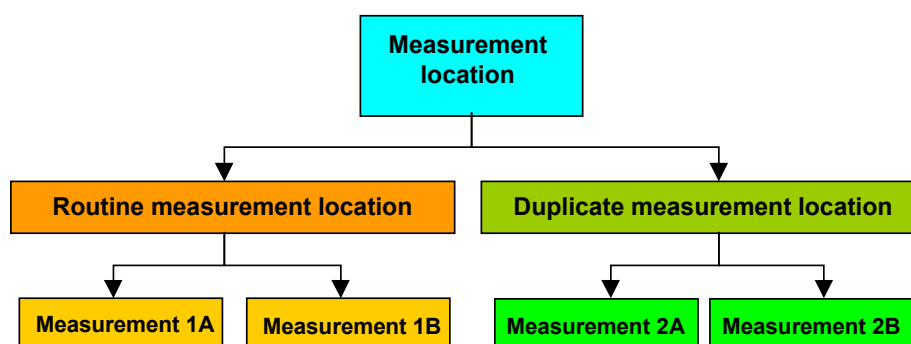 Measurement
location
Routine measurement location
Duplicate measurement location
Measurement 1A
Measurement 1B
Measurement 2A
Measurement 2B